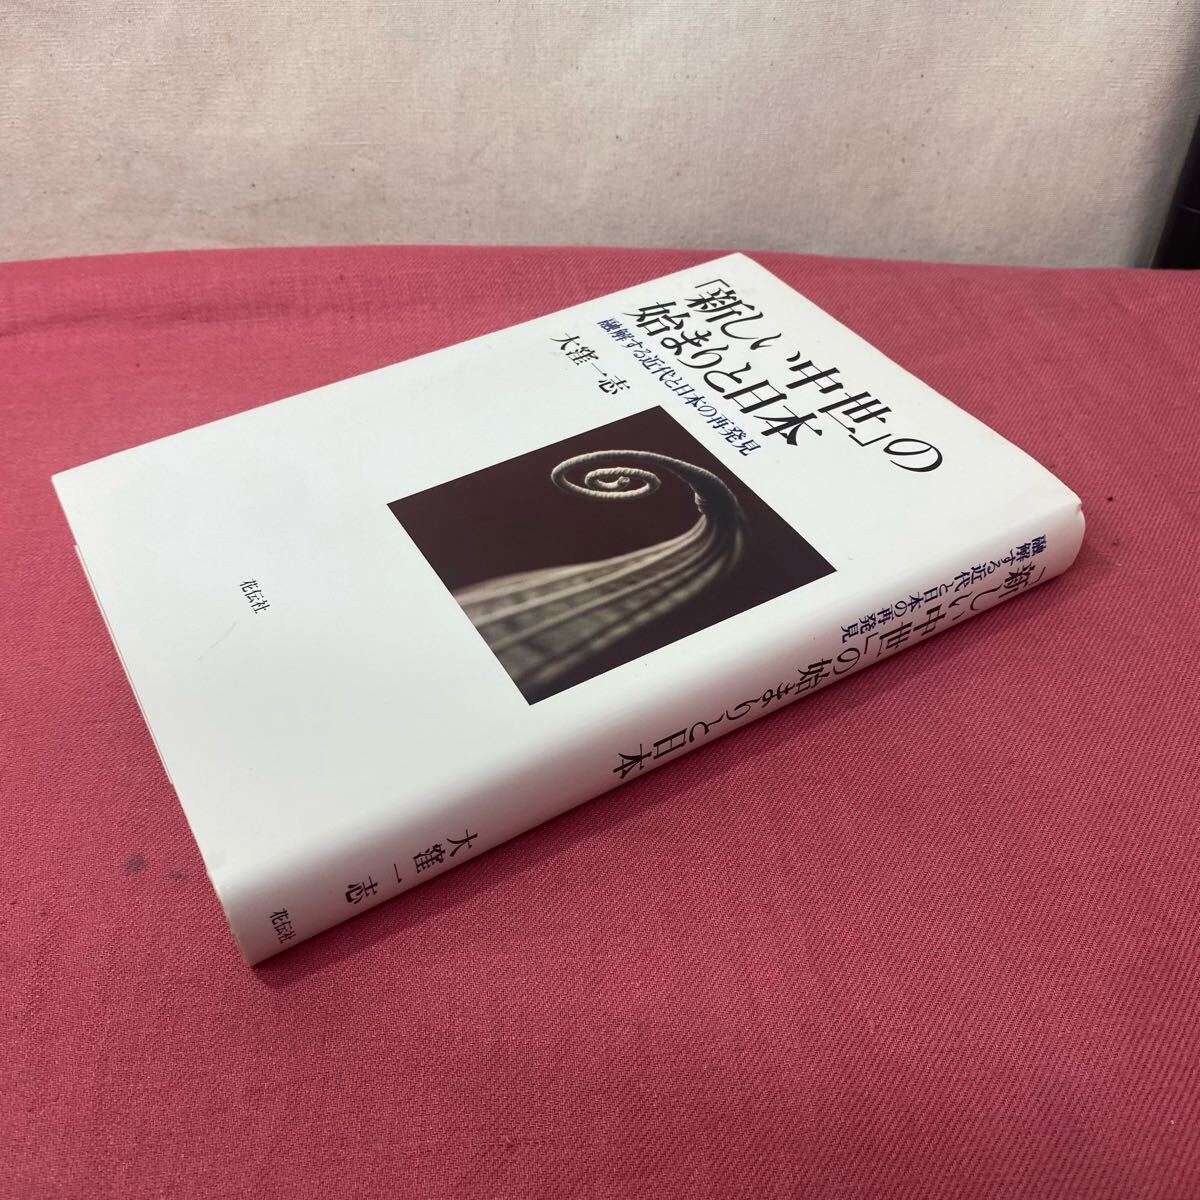 「新しい中世」の
始まりと日本
融解する近代と日本の再発見
大窪一志
花伝社
融解する近代と日本の再発見
「新しい中世」の始まりと日本
大窪一志
花伝社